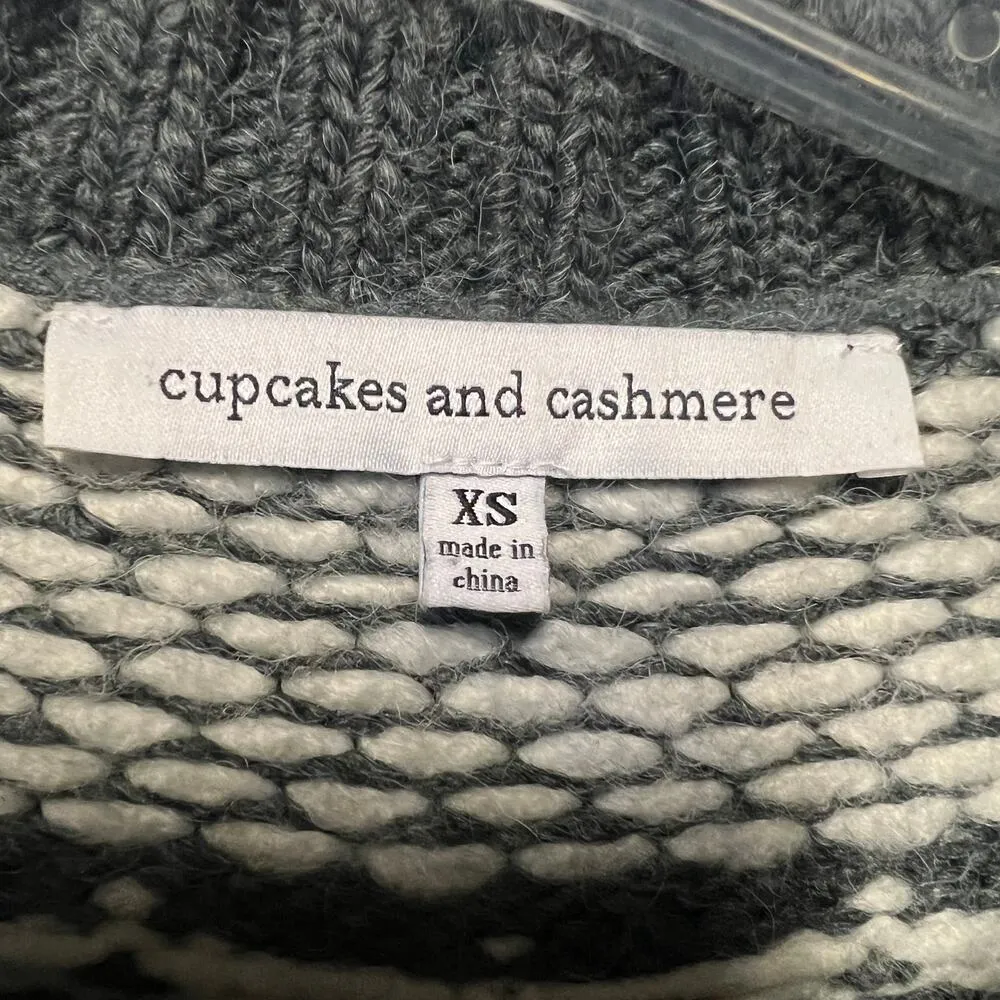 cupcakes and cashmere
XS
made in
china